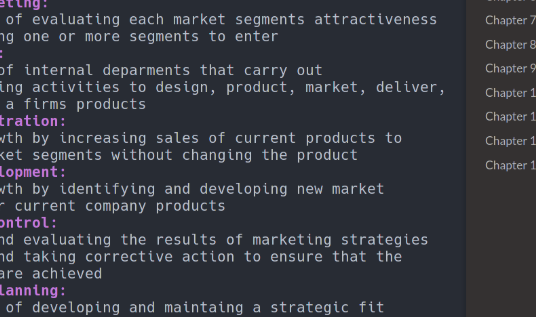 eting:
of evaluating each market segments attractiveness
ng one or more segments to enter
:
of internal deparments that carry out
ing activities to design, product, market, deliver,
a firms products
tration:
wth by increasing sales of current products to
ket segments without changing the product
lopment:
wth by identifying and developing new market
r current company products
ontrol:
nd evaluating the results of marketing strategies
nd taking corrective action to ensure that the
are achieved
lanning:
of developing and maintaing a strategic fit
Chapter 7
Chapter 8
Chapter 9
Chapter 1
Chapter 1
Chapter 1
Chapter 1